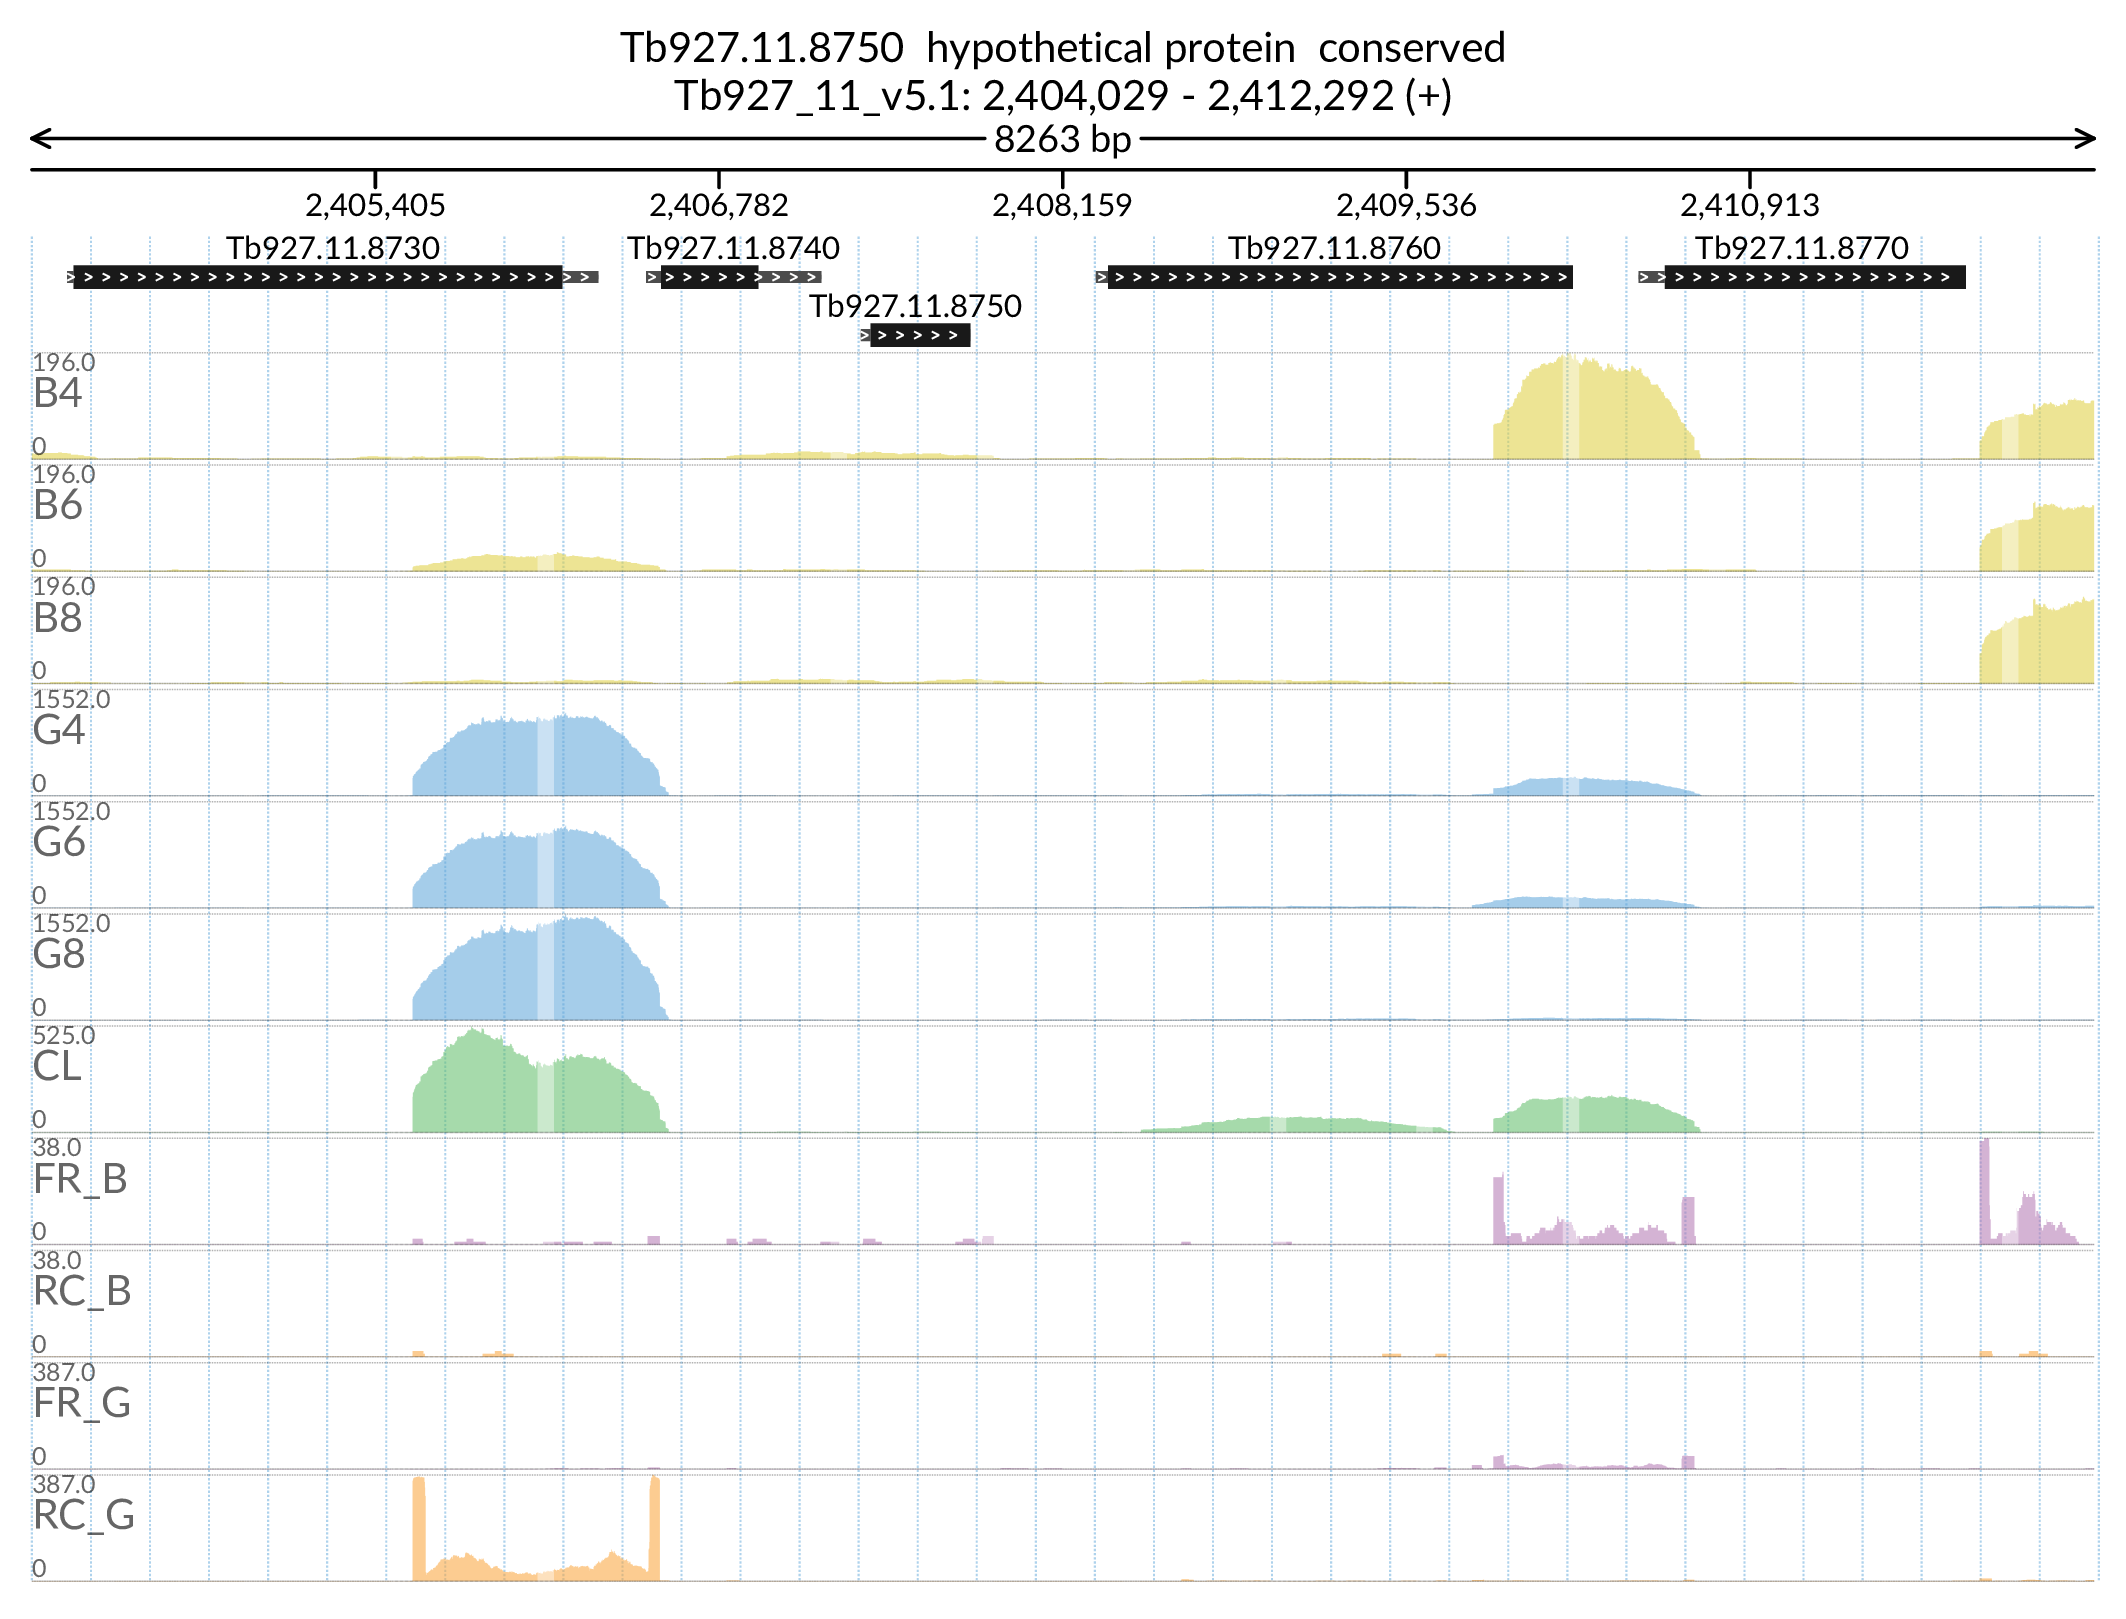 Tb927.11.8750  hypothetical protein  conserved
Tb927_11_v5.1: 2,404,029 - 2,412,292 (+)
8263 bp
2,405,405 2,406,782 2,408,159 2,409,536 2,410,913
Tb927.11.8730 Tb927.11.8740 Tb927.11.8760 Tb927.11.8770
Tb927.11.8750
196.0
B4
0
196.0
B6
0
196.0
B8
0
1552.0
G4
0
1552.0
G6
0
1552.0
G8
0
525.0
CL
0
38.0
FR_B
0
38.0
RC_B
0
387.0
FR_G
0
387.0
RC_G
0